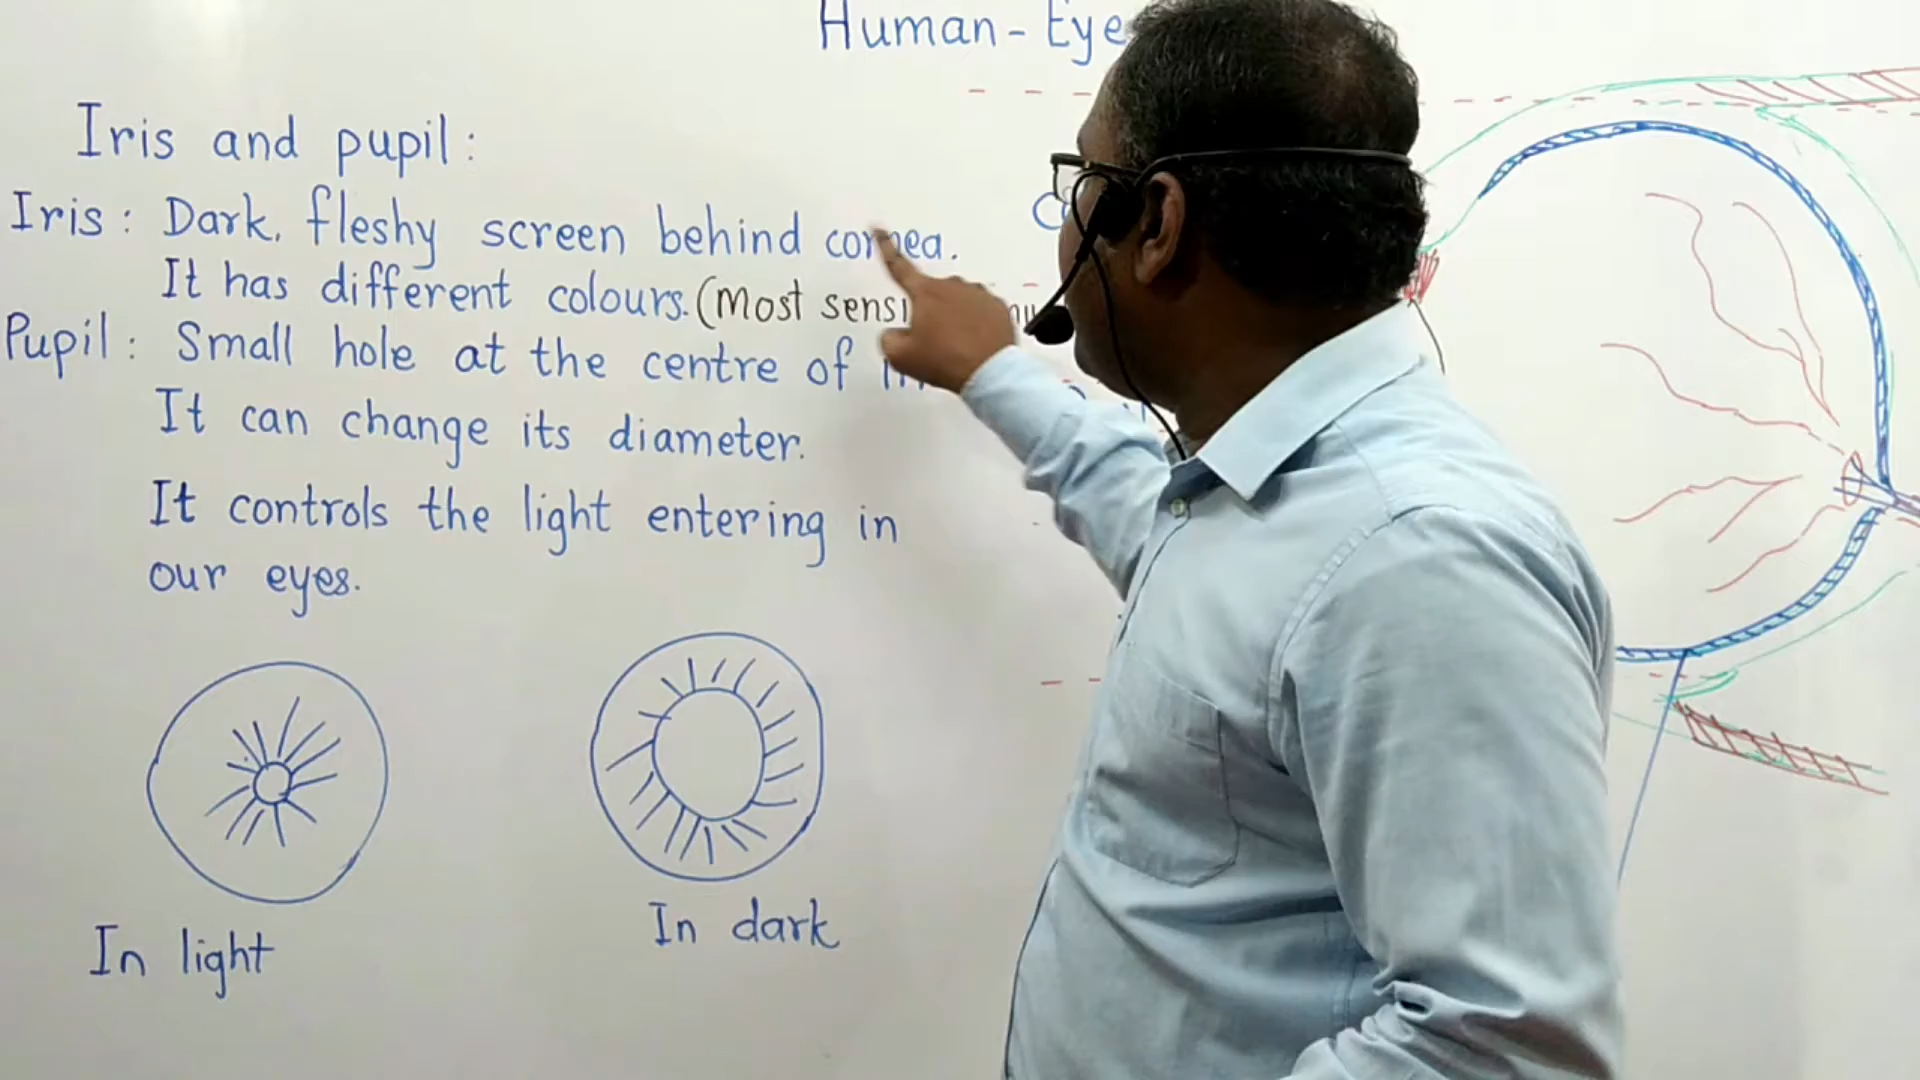 Human - Eye
Iris and pupil:
Iris: Dark, fleshy screen behind cornea.
It has different colours. (Most
Pupil: Small hole at the centre of
It can change its diameter.
It controls the light entering in
our eyes.
In light
In dark